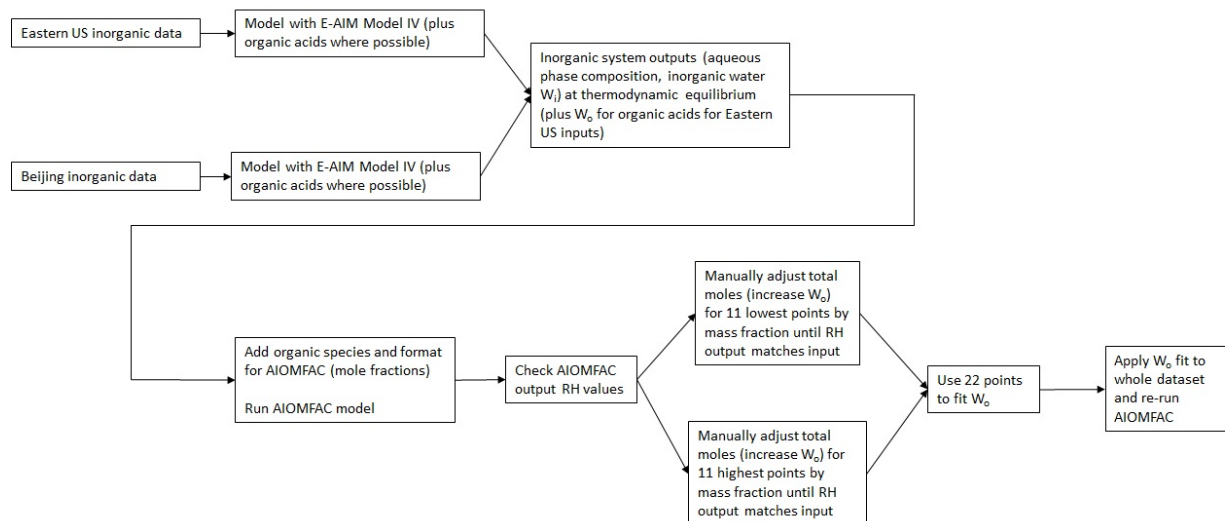 Eastern US inorganic data
Model with E-AIM Model IV (plus
organic acids where possible)
Inorganic system outputs (aqueous
phase composition, inorganic water
Wᵢ) at thermodynamic equilibrium
(plus Wₒ for organic acids for Eastern
US inputs)
Beijing inorganic data
Model with E-AIM Model IV (plus
organic acids where possible)
Add organic species and format
for AIOMFAC (mole fractions)
Run AIOMFAC model
Check AIOMFAC
output RH values
Manually adjust total
moles (increase Wₒ)
for 11 lowest points by
mass fraction until RH
output matches input
Manually adjust total
moles (increase Wₒ) for
11 highest points by
mass fraction until RH
output matches input
Use 22 points
to fit Wₒ
Apply Wₒ fit to
whole dataset
and re-run
AIOMFAC